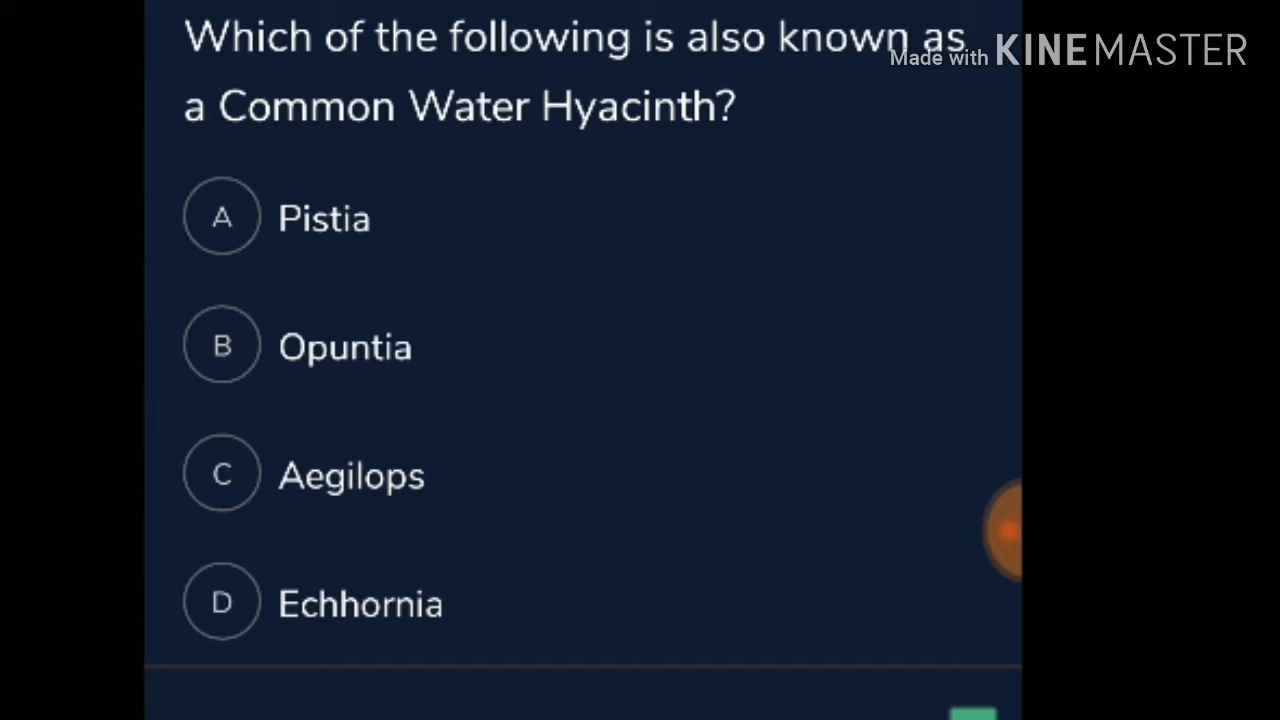 Which of the following is also known as
Made with KINEMASTER
a Common Water Hyacinth?
A Pistia
B Opuntia
C Aegilops
D Echhornia